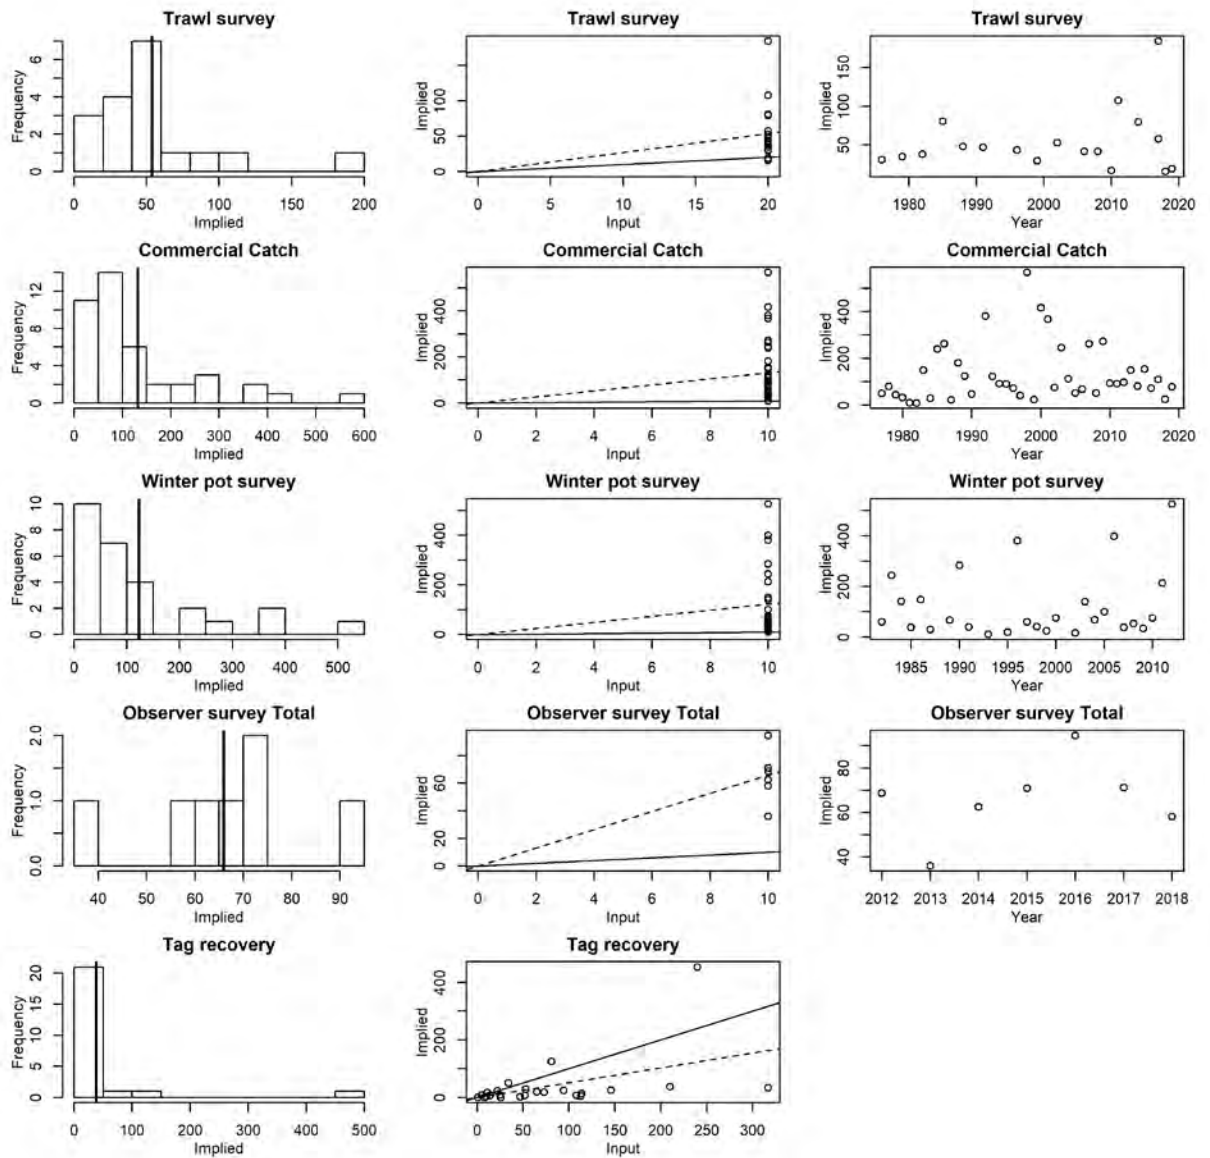 Trawl survey
Frequency
6
4
2
0
0 50 100 150 200
Implied
Trawl survey
Implied
100
50
0
0 5 10 15 20
Input
Trawl survey
Implied
150
100
50
1980 1990 2000 2010 2020
Year
Commercial Catch
Frequency
12
8
4
0
0 100 200 300 400 500 600
Implied
Commercial Catch
Implied
400
200
0
0 2 4 6 8 10
Input
Commercial Catch
Implied
400
200
0
1980 1990 2000 2010 2020
Year
Winter pot survey
Frequency
10
8
6
4
2
0
0 100 200 300 400 500
Implied
Winter pot survey
Implied
400
200
0
0 2 4 6 8 10
Input
Winter pot survey
Implied
400
200
0
1985 1990 1995 2000 2005 2010
Year
Observer survey Total
Frequency
2.0
1.0
0.0
40 50 60 70 80 90
Implied
Observer survey Total
Implied
60
20
0
0 2 4 6 8 10
Input
Observer survey Total
Implied
80
60
40
2012 2013 2014 2015 2016 2017 2018
Year
Tag recovery
Frequency
20
15
10
5
0
0 100 200 300 400 500
Implied
Tag recovery
Implied
400
200
0
0 50 100 150 200 250 300
Input